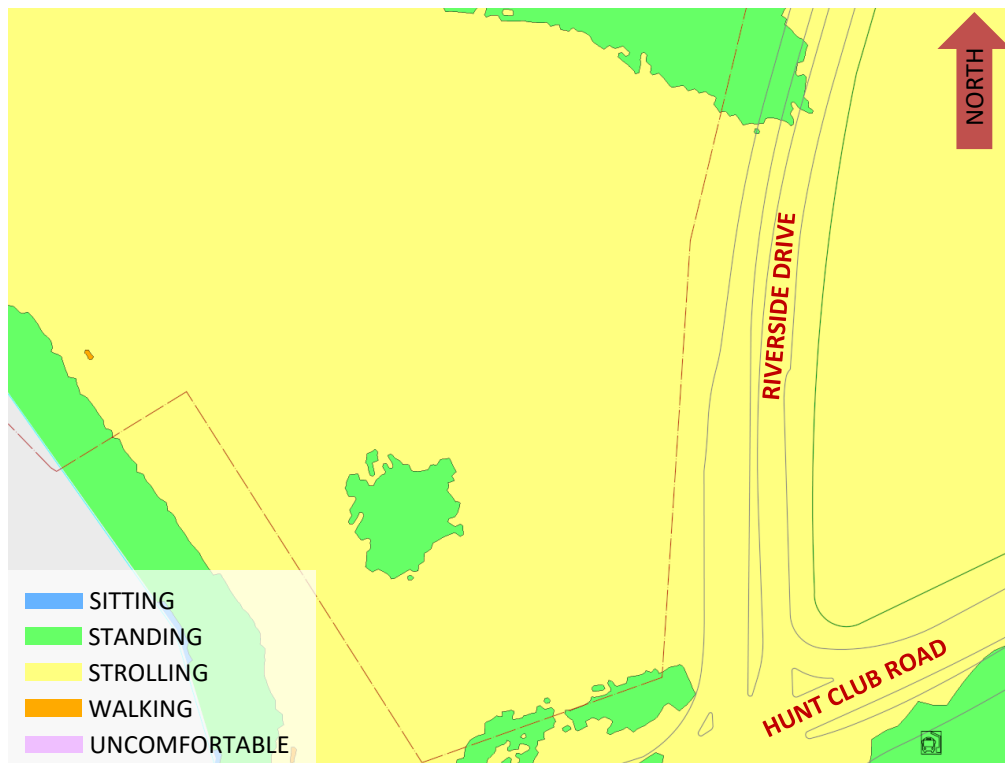 NORTH
RIVERSIDE DRIVE
HUNT CLUB ROAD
SITTING
STANDING
STROLLING
WALKING
UNCOMFORTABLE